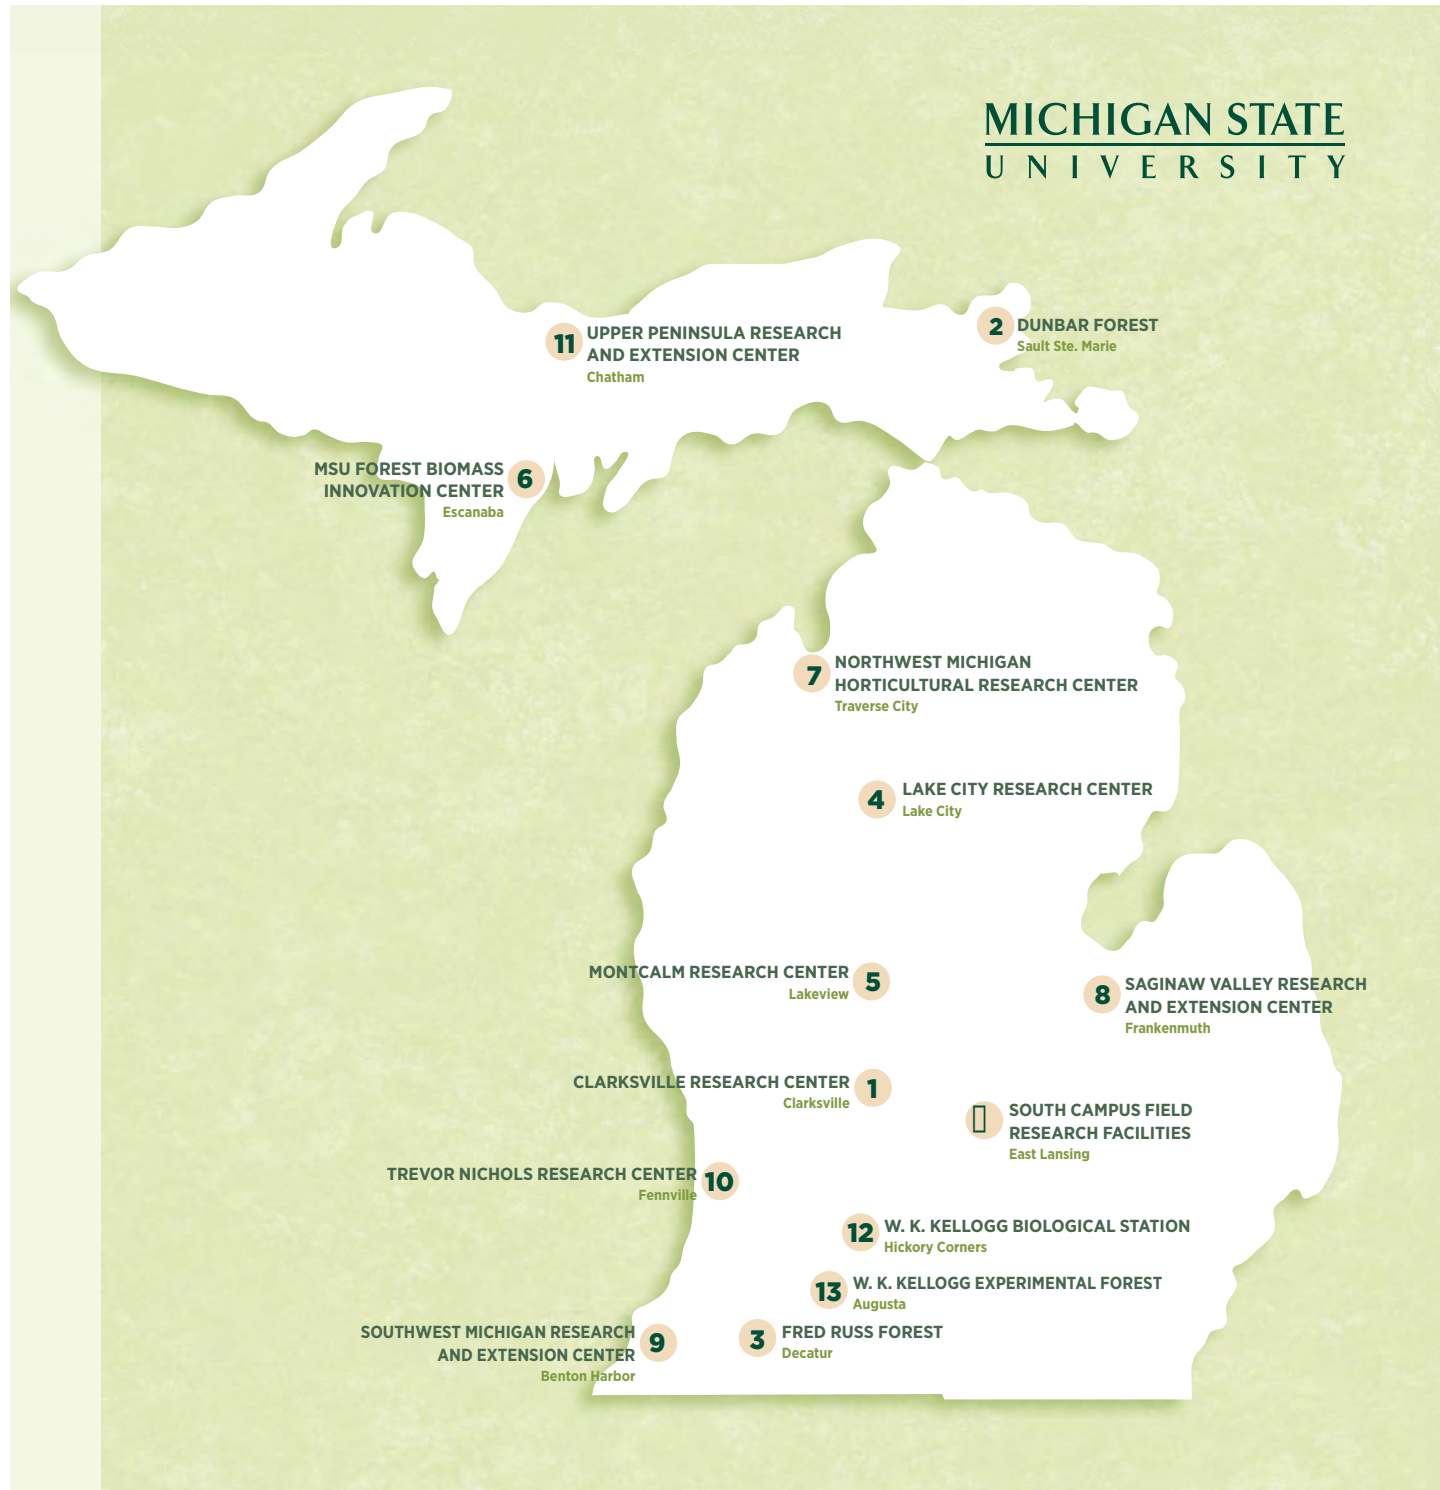 MICHIGAN STATE
UNIVERSITY
11
UPPER PENINSULA RESEARCH
AND EXTENSION CENTER
Chatham
2
DUNBAR FOREST
Sault Ste. Marie
MSU FOREST BIOMASS
INNOVATION CENTER
Escanaba
6
7
NORTHWEST MICHIGAN
HORTICULTURAL RESEARCH CENTER
Traverse City
4
LAKE CITY RESEARCH CENTER
Lake City
MONTCALM RESEARCH CENTER
Lakeview
5
8
SAGINAW VALLEY RESEARCH
AND EXTENSION CENTER
Frankenmuth
CLARKSVILLE RESEARCH CENTER
Clarksville
1
SOUTH CAMPUS FIELD
RESEARCH FACILITIES
East Lansing
TREVOR NICHOLS RESEARCH CENTER
Fennville
10
12
W. K. KELLOGG BIOLOGICAL STATION
Hickory Corners
13
W. K. KELLOGG EXPERIMENTAL FOREST
Augusta
SOUTHWEST MICHIGAN RESEARCH
AND EXTENSION CENTER
Benton Harbor
9
3
FRED RUSS FOREST
Decatur